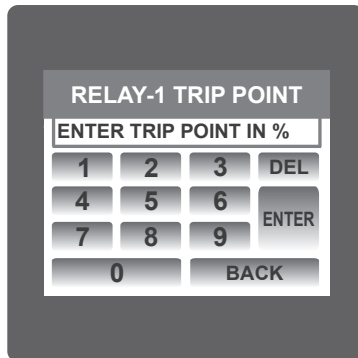 RELAY-1 TRIP POINT
ENTER TRIP POINT IN %
1 2 3 DEL
4 5 6
ENTER
7 8 9
0 BACK